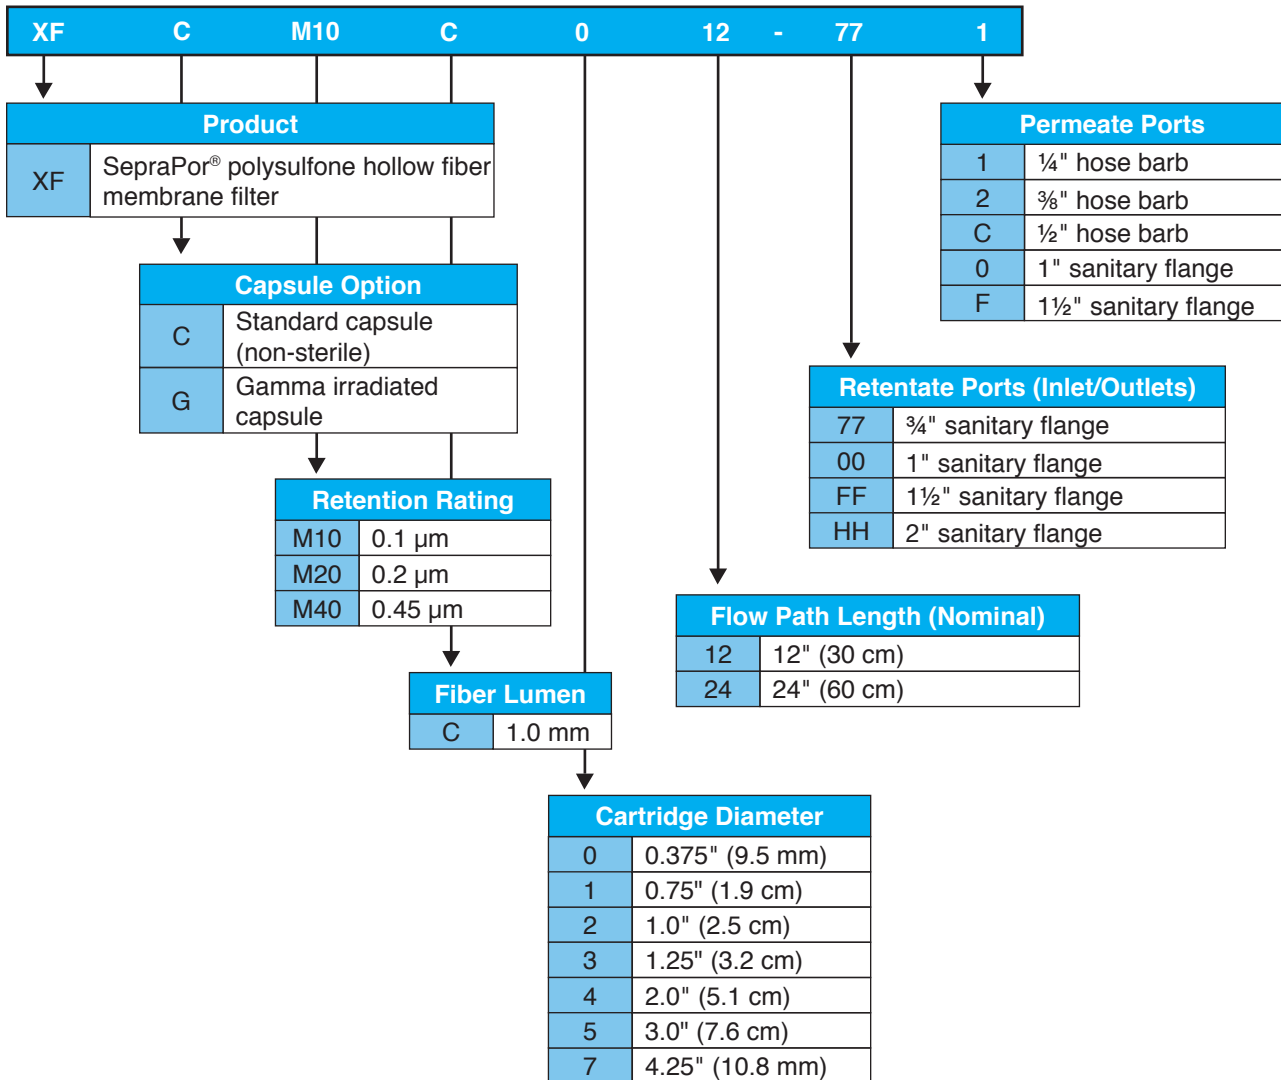 XF C M10 C 0 12 - 77 1
Product
XF SepraPor® polysulfone hollow fiber
membrane filter
Capsule Option
C Standard capsule
(non-sterile)
G Gamma irradiated
capsule
Retention Rating
M10 0.1 µm
M20 0.2 µm
M40 0.45 µm
Fiber Lumen
C 1.0 mm
Cartridge Diameter
0 0.375" (9.5 mm)
1 0.75" (1.9 cm)
2 1.0" (2.5 cm)
3 1.25" (3.2 cm)
4 2.0" (5.1 cm)
5 3.0" (7.6 cm)
7 4.25" (10.8 mm)
Flow Path Length (Nominal)
12 12" (30 cm)
24 24" (60 cm)
Retentate Ports (Inlet/Outlets)
77 ¾" sanitary flange
00 1" sanitary flange
FF 1½" sanitary flange
HH 2" sanitary flange
Permeate Ports
1 ¼" hose barb
2 ⅜" hose barb
C ½" hose barb
0 1" sanitary flange
F 1½" sanitary flange